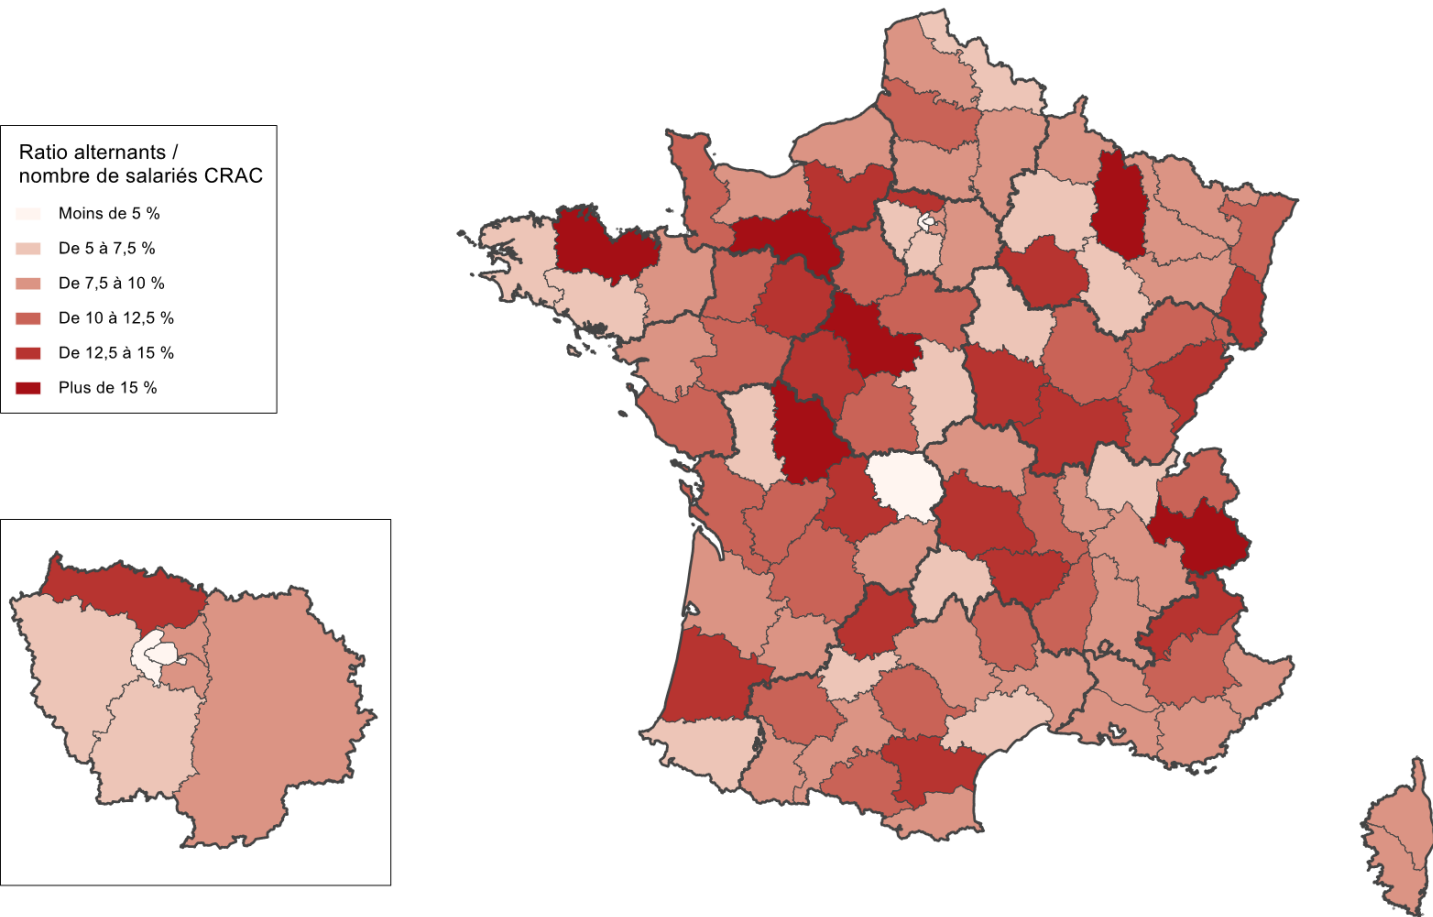 Ratio alternants /
nombre de salariés CRAC
Moins de 5 %
De 5 à 7,5 %
De 7,5 à 10 %
De 10 à 12,5 %
De 12,5 à 15 %
Plus de 15 %